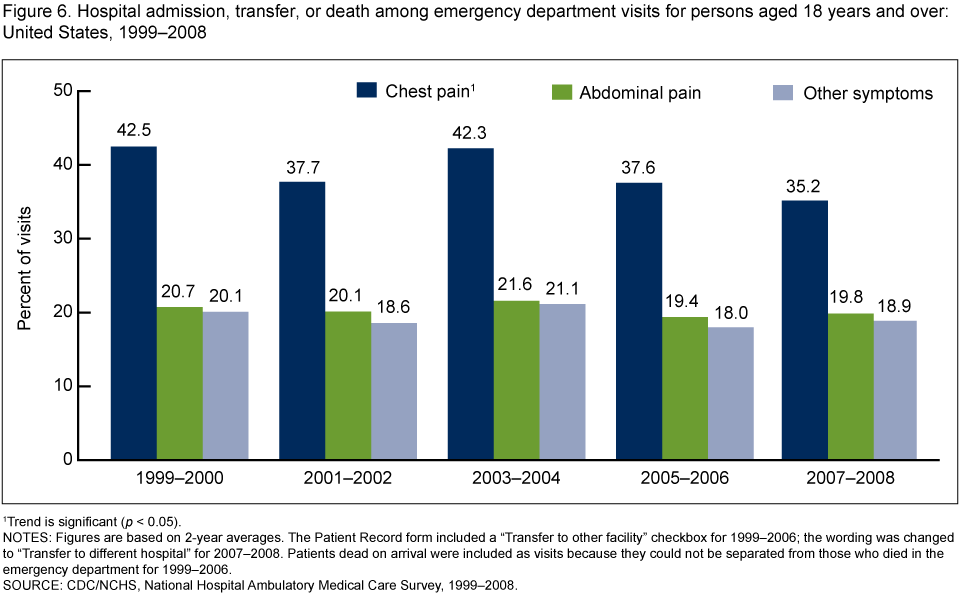 Figure 6. Hospital admission, transfer, or death among emergency department visits for persons aged 18 years and over:
United States, 1999–2008
Chest pain¹
Abdominal pain
Other symptoms
Percent of visits
50
40
30
20
10
0
42.5
20.7
20.1
37.7
20.1
18.6
42.3
21.6
21.1
37.6
19.4
18.0
35.2
19.8
18.9
1999–2000
2001–2002
2003–2004
2005–2006
2007–2008
¹Trend is significant (p < 0.05).
NOTES: Figures are based on 2-year averages. The Patient Record form included a “Transfer to other facility” checkbox for 1999–2006; the wording was changed
to “Transfer to different hospital” for 2007–2008. Patients dead on arrival were included as visits because they could not be separated from those who died in the
emergency department for 1999–2006.
SOURCE: CDC/NCHS, National Hospital Ambulatory Medical Care Survey, 1999–2008.